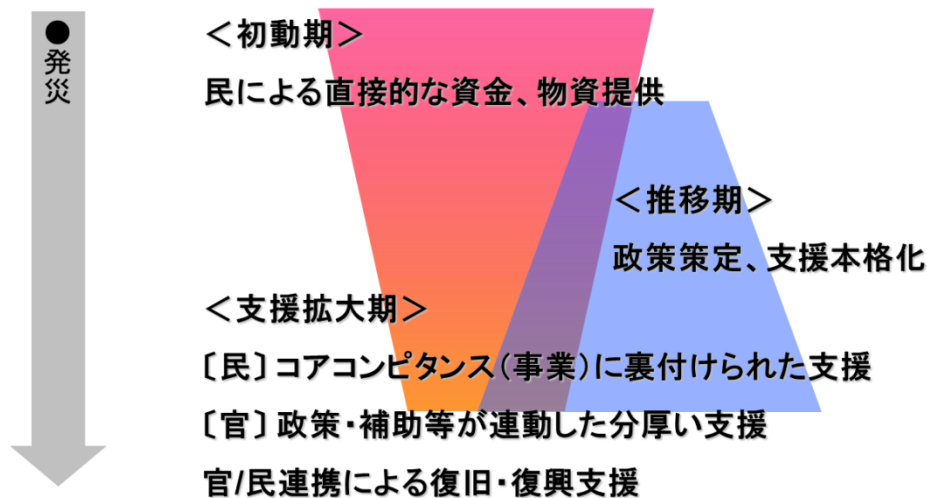 ●発災
＜初動期＞
民による直接的な資金、物資提供
＜推移期＞
政策策定、支援本格化
＜支援拡大期＞
〔民〕コアコンピタンス（事業）に裏付けられた支援
〔官〕政策・補助等が連動した分厚い支援
官/民連携による復旧・復興支援